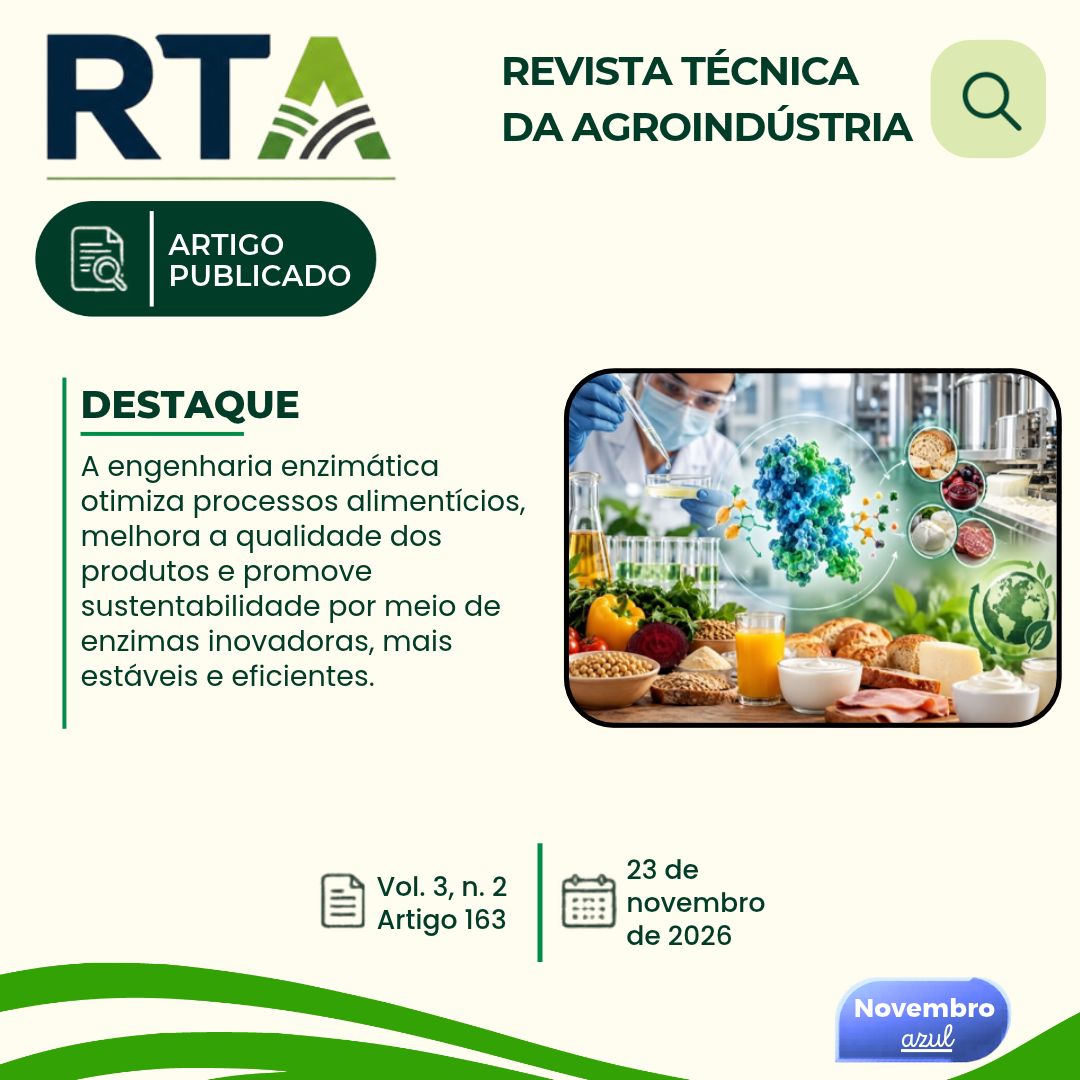 RTA
REVISTA TÉCNICA
DA AGROINDÚSTRIA
ARTIGO
PUBLICADO
DESTAQUE
A engenharia enzimática
otimiza processos alimentícios,
melhora a qualidade dos
produtos e promove
sustentabilidade por meio de
enzimas inovadoras, mais
estáveis e eficientes.
Vol. 3, n. 2
Artigo 163
23 de
novembro
de 2026
Novembro
azul